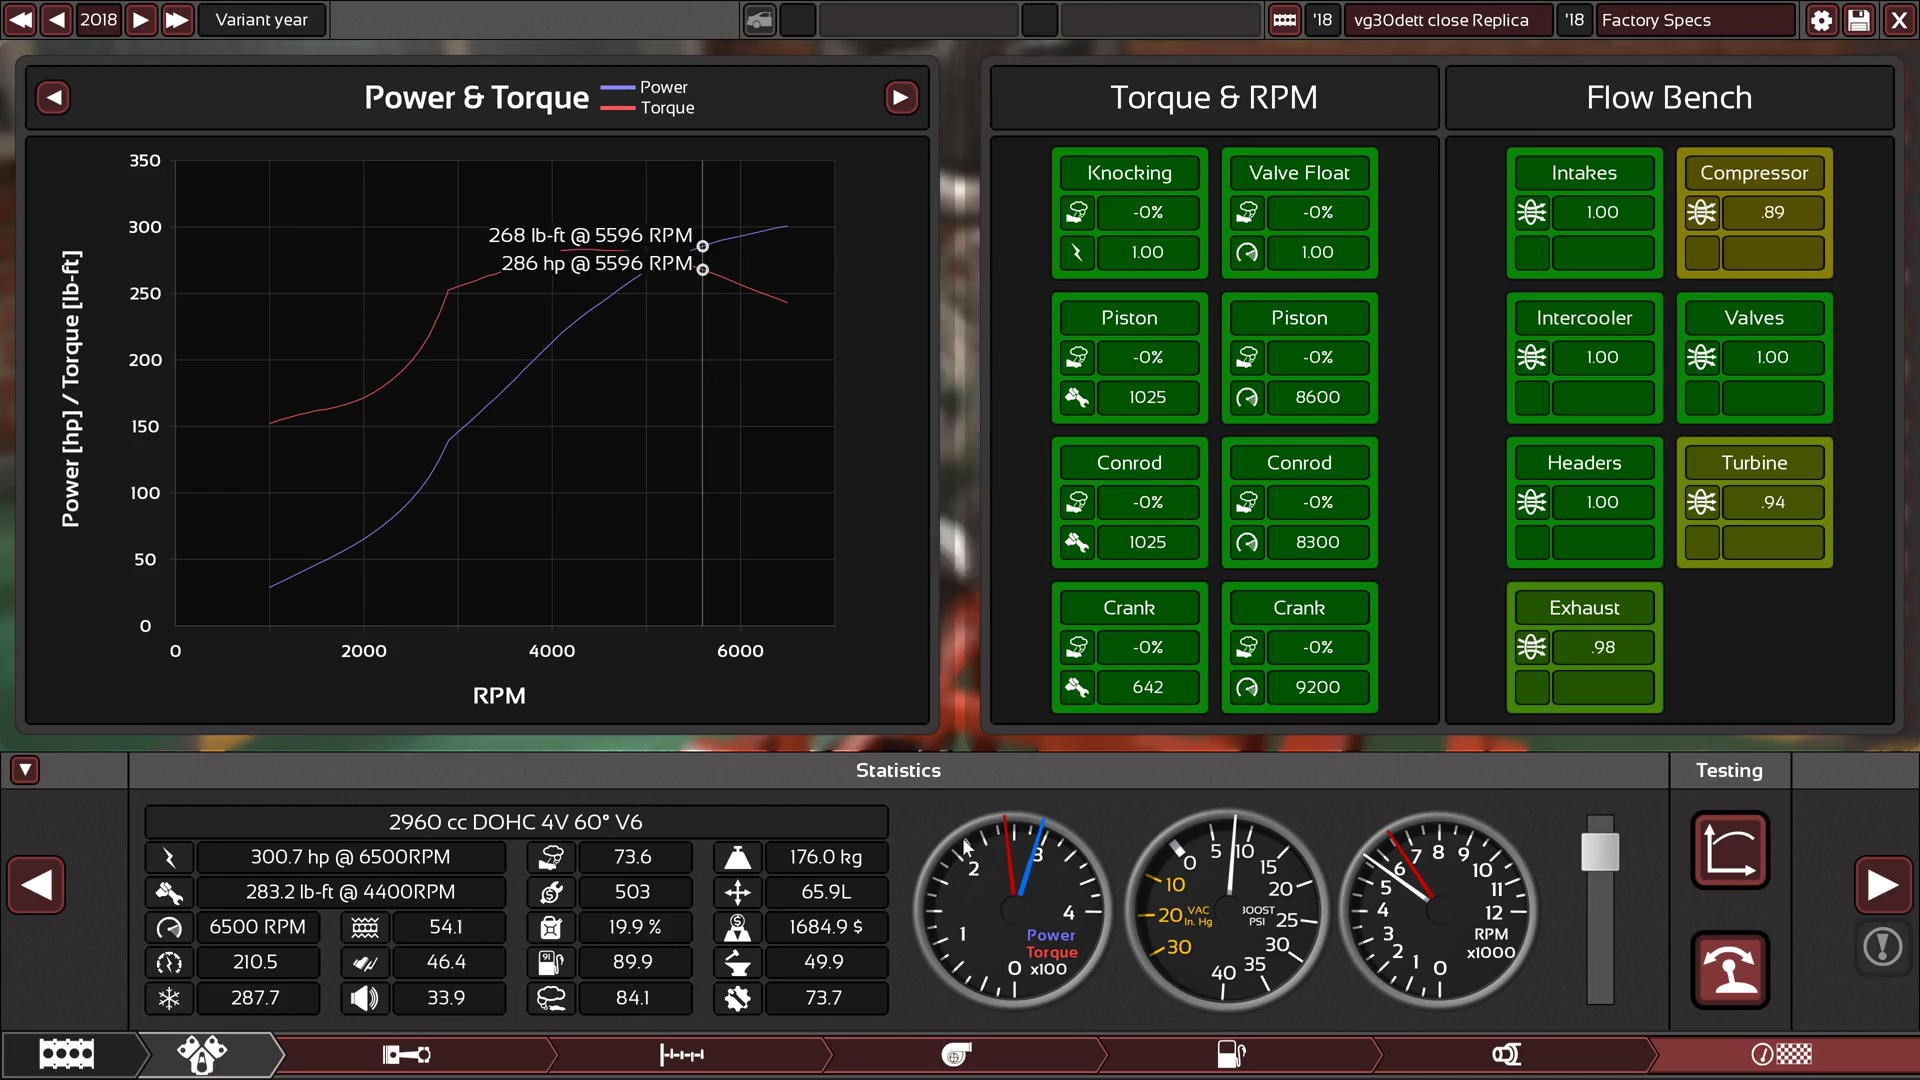 2018
Variant year
'18
vg30dett close Replica
'18
Factory Specs
X
Power & Torque
Power
Torque
350
300
250
200
150
100
50
0
0
2000
4000
6000
Power [hp] / Torque [lb-ft]
RPM
268 lb-ft @ 5596 RPM
286 hp @ 5596 RPM
Torque & RPM
Knocking
-0%
1.00
Valve Float
-0%
1.00
Piston
-0%
1025
Piston
-0%
8600
Conrod
-0%
1025
Conrod
-0%
8300
Crank
-0%
642
Crank
-0%
9200
Flow Bench
Intakes
1.00
Compressor
.89
Intercooler
1.00
Valves
1.00
Headers
1.00
Turbine
.94
Exhaust
.98
Statistics
Testing
2960 cc DOHC 4V 60° V6
300.7 hp @ 6500RPM
73.6
176.0 kg
283.2 lb-ft @ 4400RPM
503
65.9L
6500 RPM
54.1
19.9 %
1684.9 $
210.5
46.4
91
89.9
49.9
287.7
33.9
84.1
73.7
0
1
2
3
4
Power
Torque
x100
30
20
10
0
5
10
15
20
25
30
35
40
VAC
In. Hg
BOOST
PSI
0
1
2
3
4
5
6
7
8
9
10
11
12
RPM
x1000